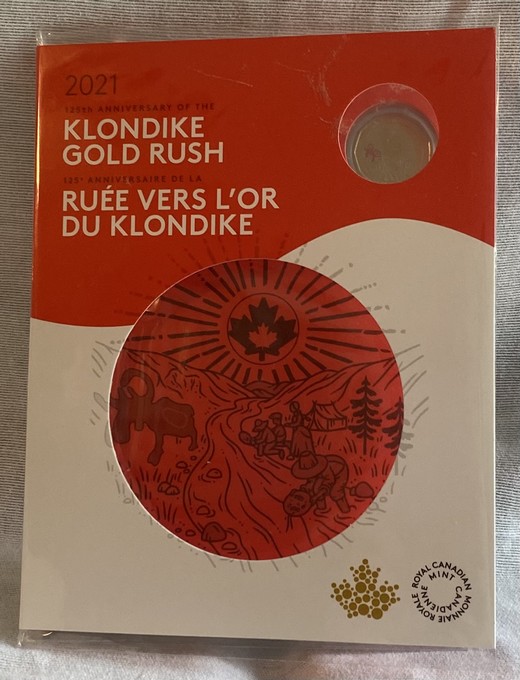 2021
125th ANNIVERSARY OF THE
KLONDIKE
GOLD RUSH
125e ANNIVERSAIRE DE LA
RUÉE VERS L'OR
DU KLONDIKE
ROYAL CANADIAN MINT
MONNAIE ROYALE CANADIENNE